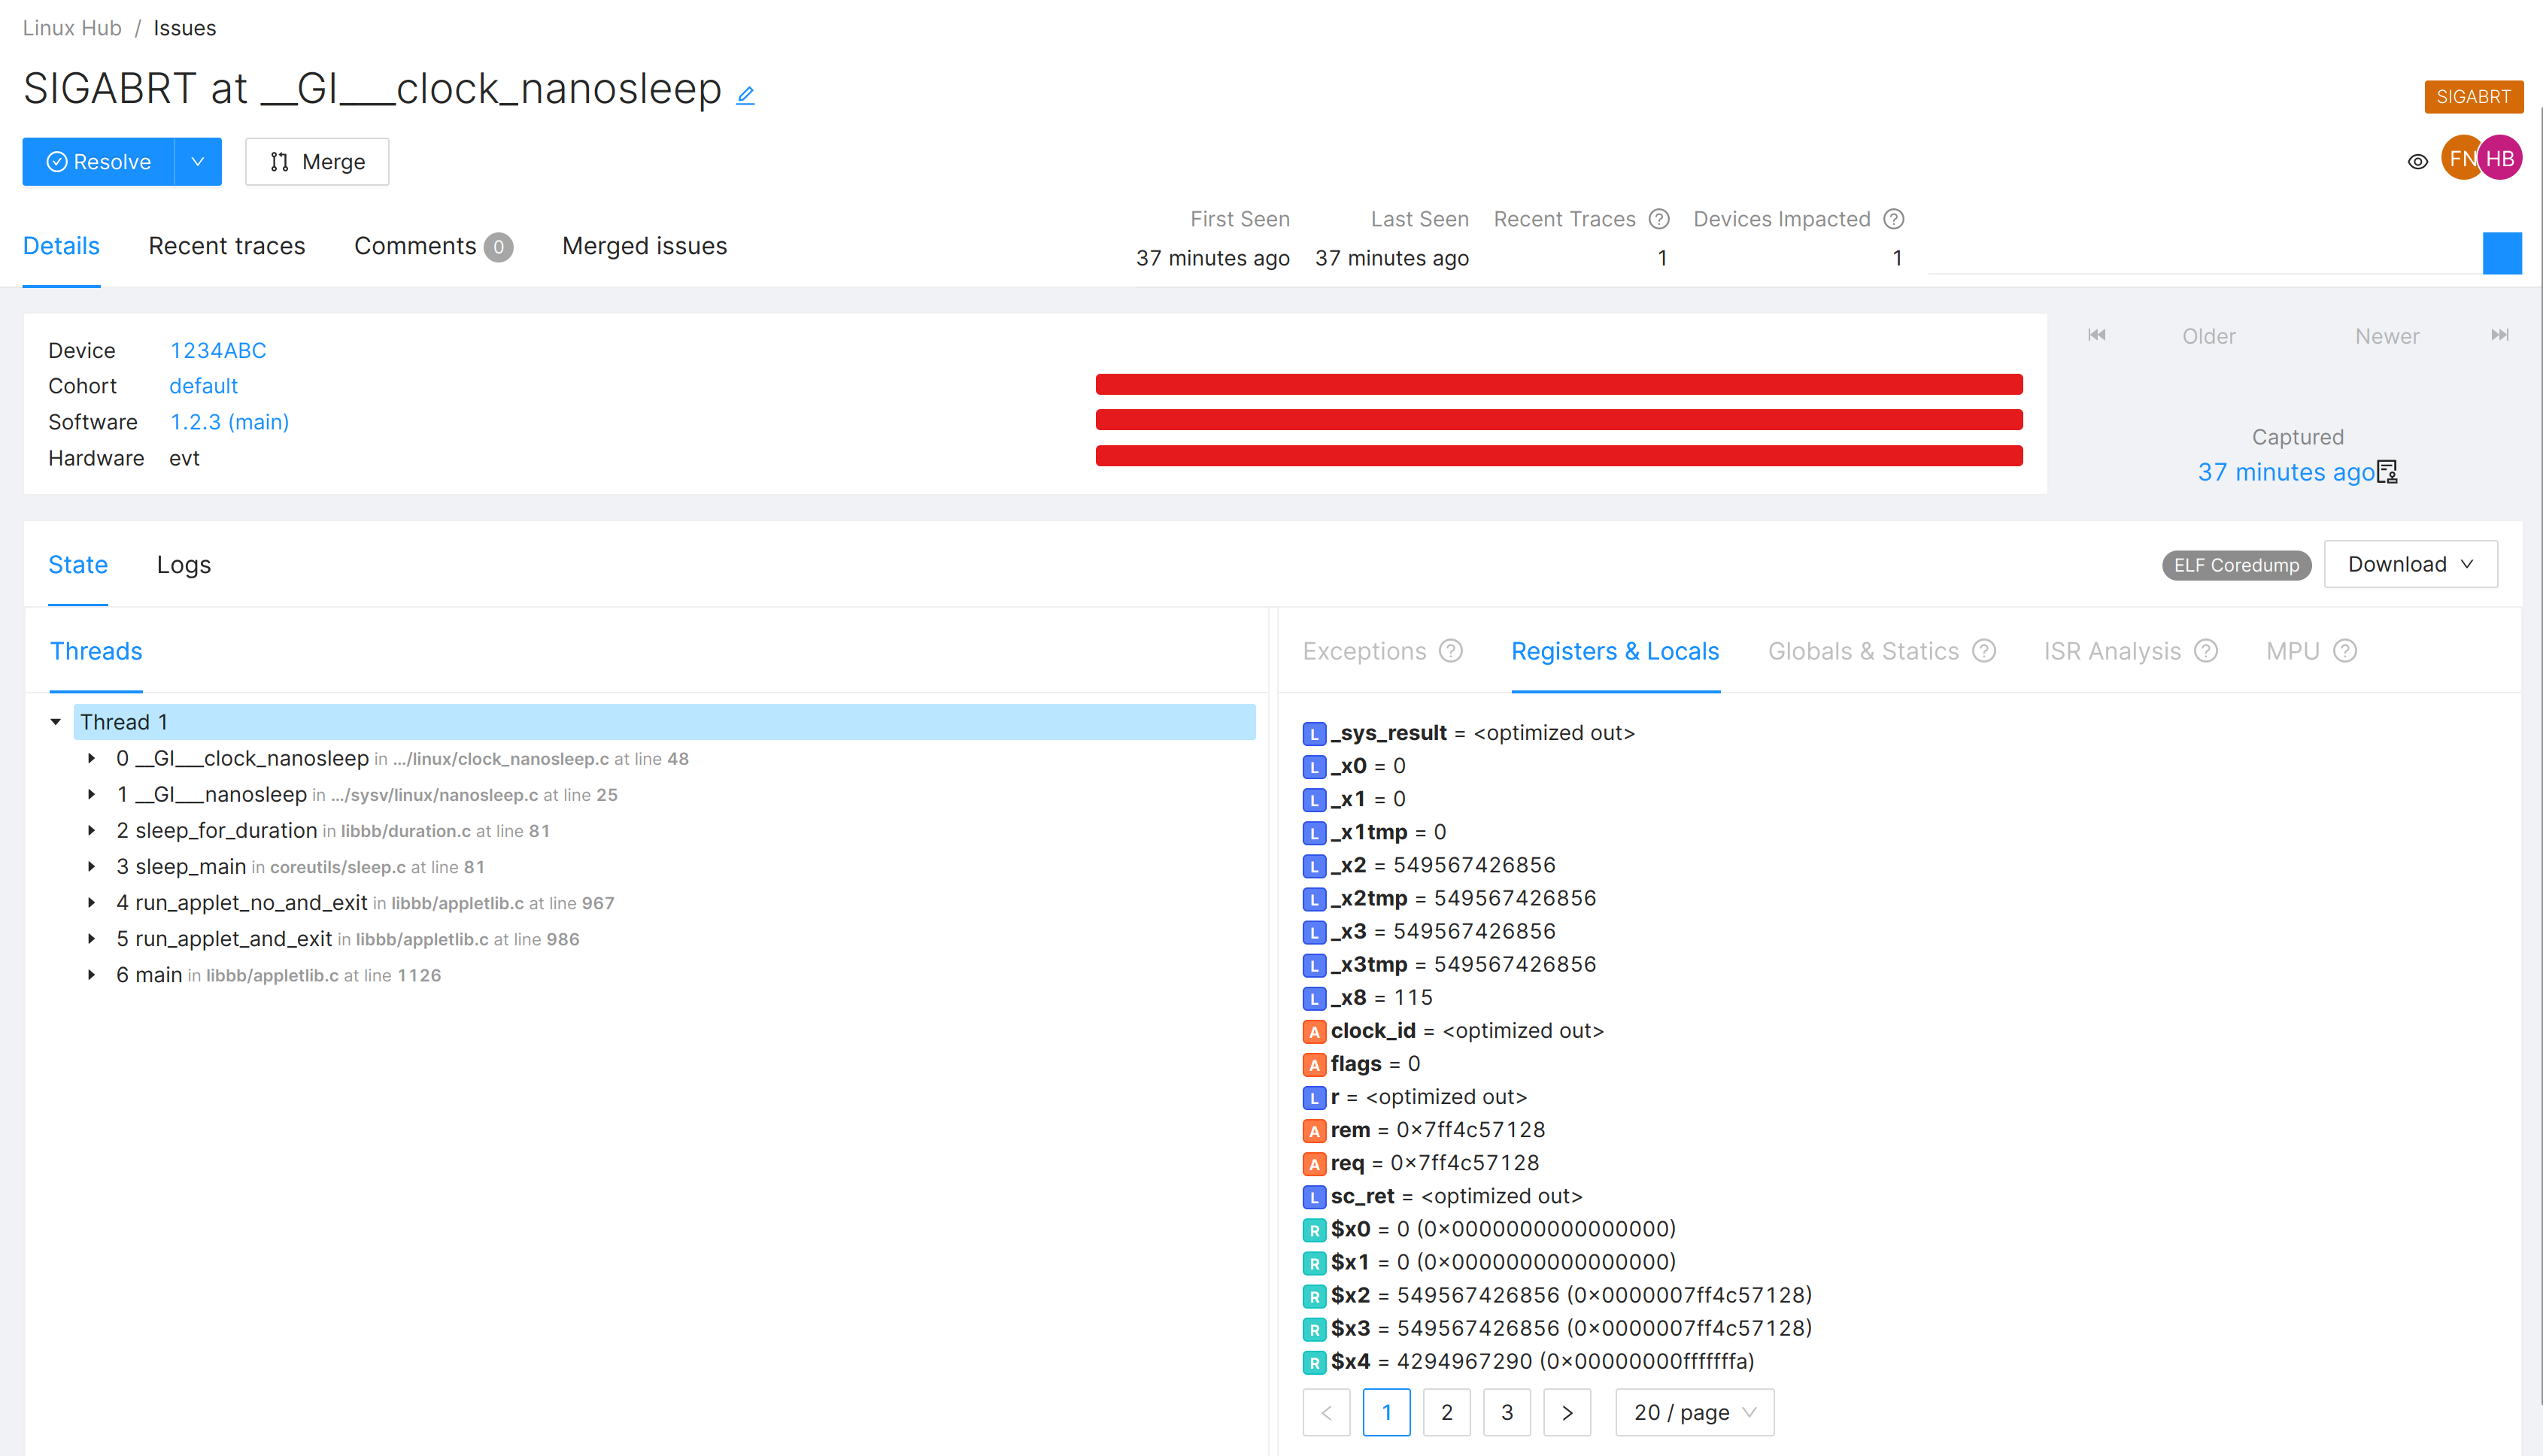 Linux Hub / Issues
SIGABRT at __GI___clock_nanosleep
SIGABRT
Resolve
Merge
FN HB
Details Recent traces Comments 0 Merged issues
First Seen Last Seen Recent Traces ? Devices Impacted ?
37 minutes ago 37 minutes ago 1 1
Device 1234ABC
Cohort default
Software 1.2.3 (main)
Hardware evt
Older Newer
Captured
37 minutes ago
State Logs
ELF Coredump Download
Threads
Thread 1
0 __GI___clock_nanosleep in .../linux/clock_nanosleep.c at line 48
1 __GI___nanosleep in .../sysv/linux/nanosleep.c at line 25
2 sleep_for_duration in libbb/duration.c at line 81
3 sleep_main in coreutils/sleep.c at line 81
4 run_applet_no_and_exit in libbb/appletlib.c at line 967
5 run_applet_and_exit in libbb/appletlib.c at line 986
6 main in libbb/appletlib.c at line 1126
Exceptions ? Registers & Locals Globals & Statics ? ISR Analysis ? MPU ?
L _sys_result = <optimized out>
L _x0 = 0
L _x1 = 0
L _x1tmp = 0
L _x2 = 549567426856
L _x2tmp = 549567426856
L _x3 = 549567426856
L _x3tmp = 549567426856
L _x8 = 115
A clock_id = <optimized out>
A flags = 0
L r = <optimized out>
A rem = 0x7ff4c57128
A req = 0x7ff4c57128
L sc_ret = <optimized out>
R $x0 = 0 (0x0000000000000000)
R $x1 = 0 (0x0000000000000000)
R $x2 = 549567426856 (0x0000007ff4c57128)
R $x3 = 549567426856 (0x0000007ff4c57128)
R $x4 = 4294967290 (0x00000000fffffffa)
< 1 2 3 > 20 / page